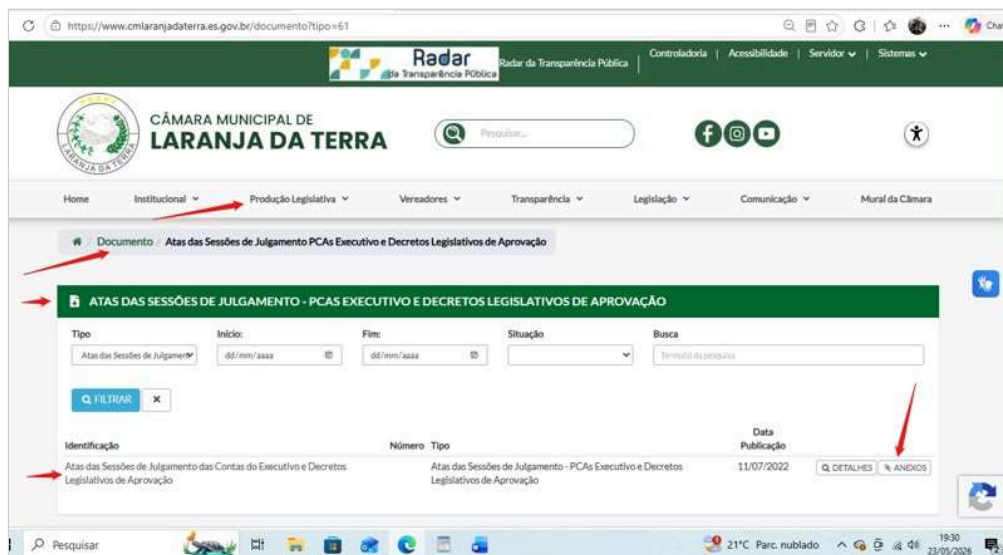 https://www.cmlaranjadaterra.es.gov.br/documento?tipo=61
Radar
da Transparência Pública
Radar da Transparência Pública
Controladoria | Acessibilidade | Servidor | Sistemas
CÂMARA MUNICIPAL DE
LARANJA DA TERRA
Pesquisar...
Home Institucional Produção Legislativa Vereadores Transparência Legislação Comunicação Mural da Câmara
/ Documento / Atas das Sessões de Julgamento PCAs Executivo e Decretos Legislativos de Aprovação
ATAS DAS SESSÕES DE JULGAMENTO - PCAS EXECUTIVO E DECRETOS LEGISLATIVOS DE APROVAÇÃO
Tipo Início: Fim: Situação Busca
Atas das Sessões de Julgamen dd/mm/aaaa dd/mm/aaaa Termo(s) da pesquisa
FILTRAR
Identificação Número Tipo Data Publicação
Atas das Sessões de Julgamento das Contas do Executivo e Decretos Legislativos de Aprovação
Atas das Sessões de Julgamento - PCAs Executivo e Decretos Legislativos de Aprovação
11/07/2022 DETALHES ANEXOS
Pesquisar 21°C Parc. nublado 19:30
23/05/2026